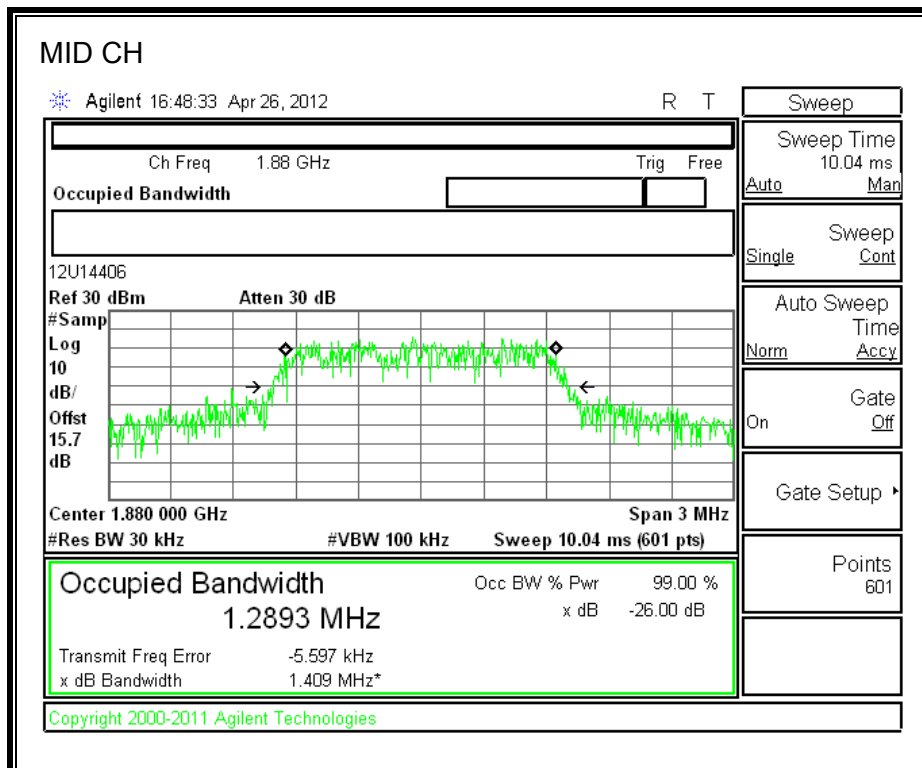 MID CH
Agilent 16:48:33 Apr 26, 2012 R T
Ch Freq 1.88 GHz Trig Free
Occupied Bandwidth
12U14406
Ref 30 dBm Atten 30 dB
#Samp
Log
10
dB/
Offst
15.7
dB
Center 1.880 000 GHz Span 3 MHz
#Res BW 30 kHz #VBW 100 kHz Sweep 10.04 ms (601 pts)
Occupied Bandwidth Occ BW % Pwr 99.00 %
1.2893 MHz x dB -26.00 dB
Transmit Freq Error -5.597 kHz
x dB Bandwidth 1.409 MHz*
Copyright 2000-2011 Agilent Technologies
Sweep
Sweep Time
10.04 ms
Auto Man
Sweep
Single Cont
Auto Sweep
Time
Norm Accy
Gate
On Off
Gate Setup
Points
601